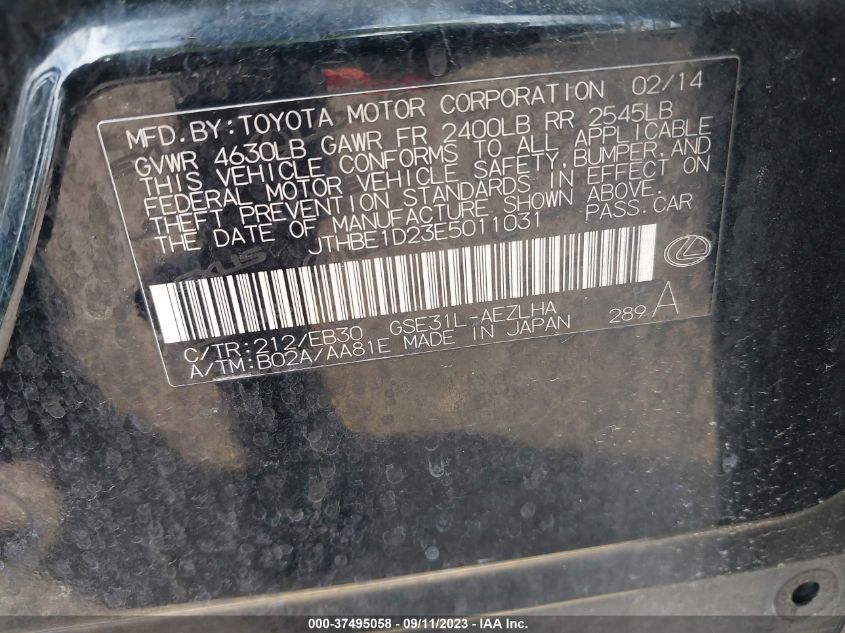 MFD.BY:TOYOTA MOTOR CORPORATION 02/14
GVWR 4630LB GAWR FR 2400LB RR 2545LB
THIS VEHICLE CONFORMS TO ALL APPLICABLE
FEDERAL MOTOR VEHICLE SAFETY,BUMPER,AND
THEFT PREVENTION STANDARDS IN EFFECT ON
THE DATE OF MANUFACTURE SHOWN ABOVE.
JTHBE1D23E5011031 PASS.CAR
C/TR:212/EB30 GSE31L-AEZLHA 289 A
A/TM:B02A/AA81E MADE IN JAPAN
000-37495058 - 09/11/2023 - IAA Inc.